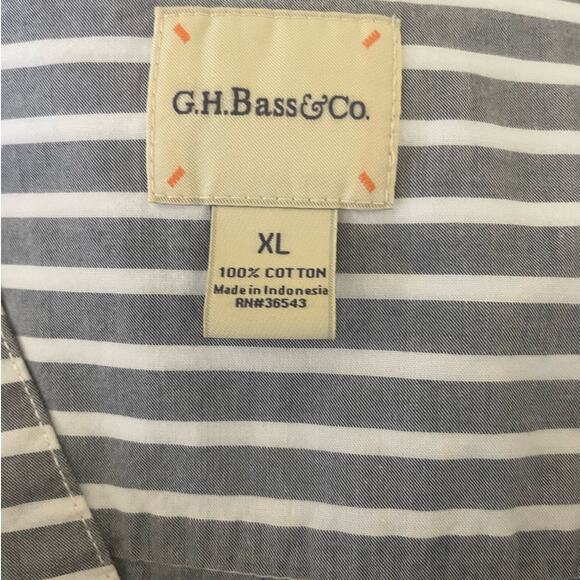 G.H.Bass&Co.
XL
100% COTTON
Made in Indonesia
RN#36543